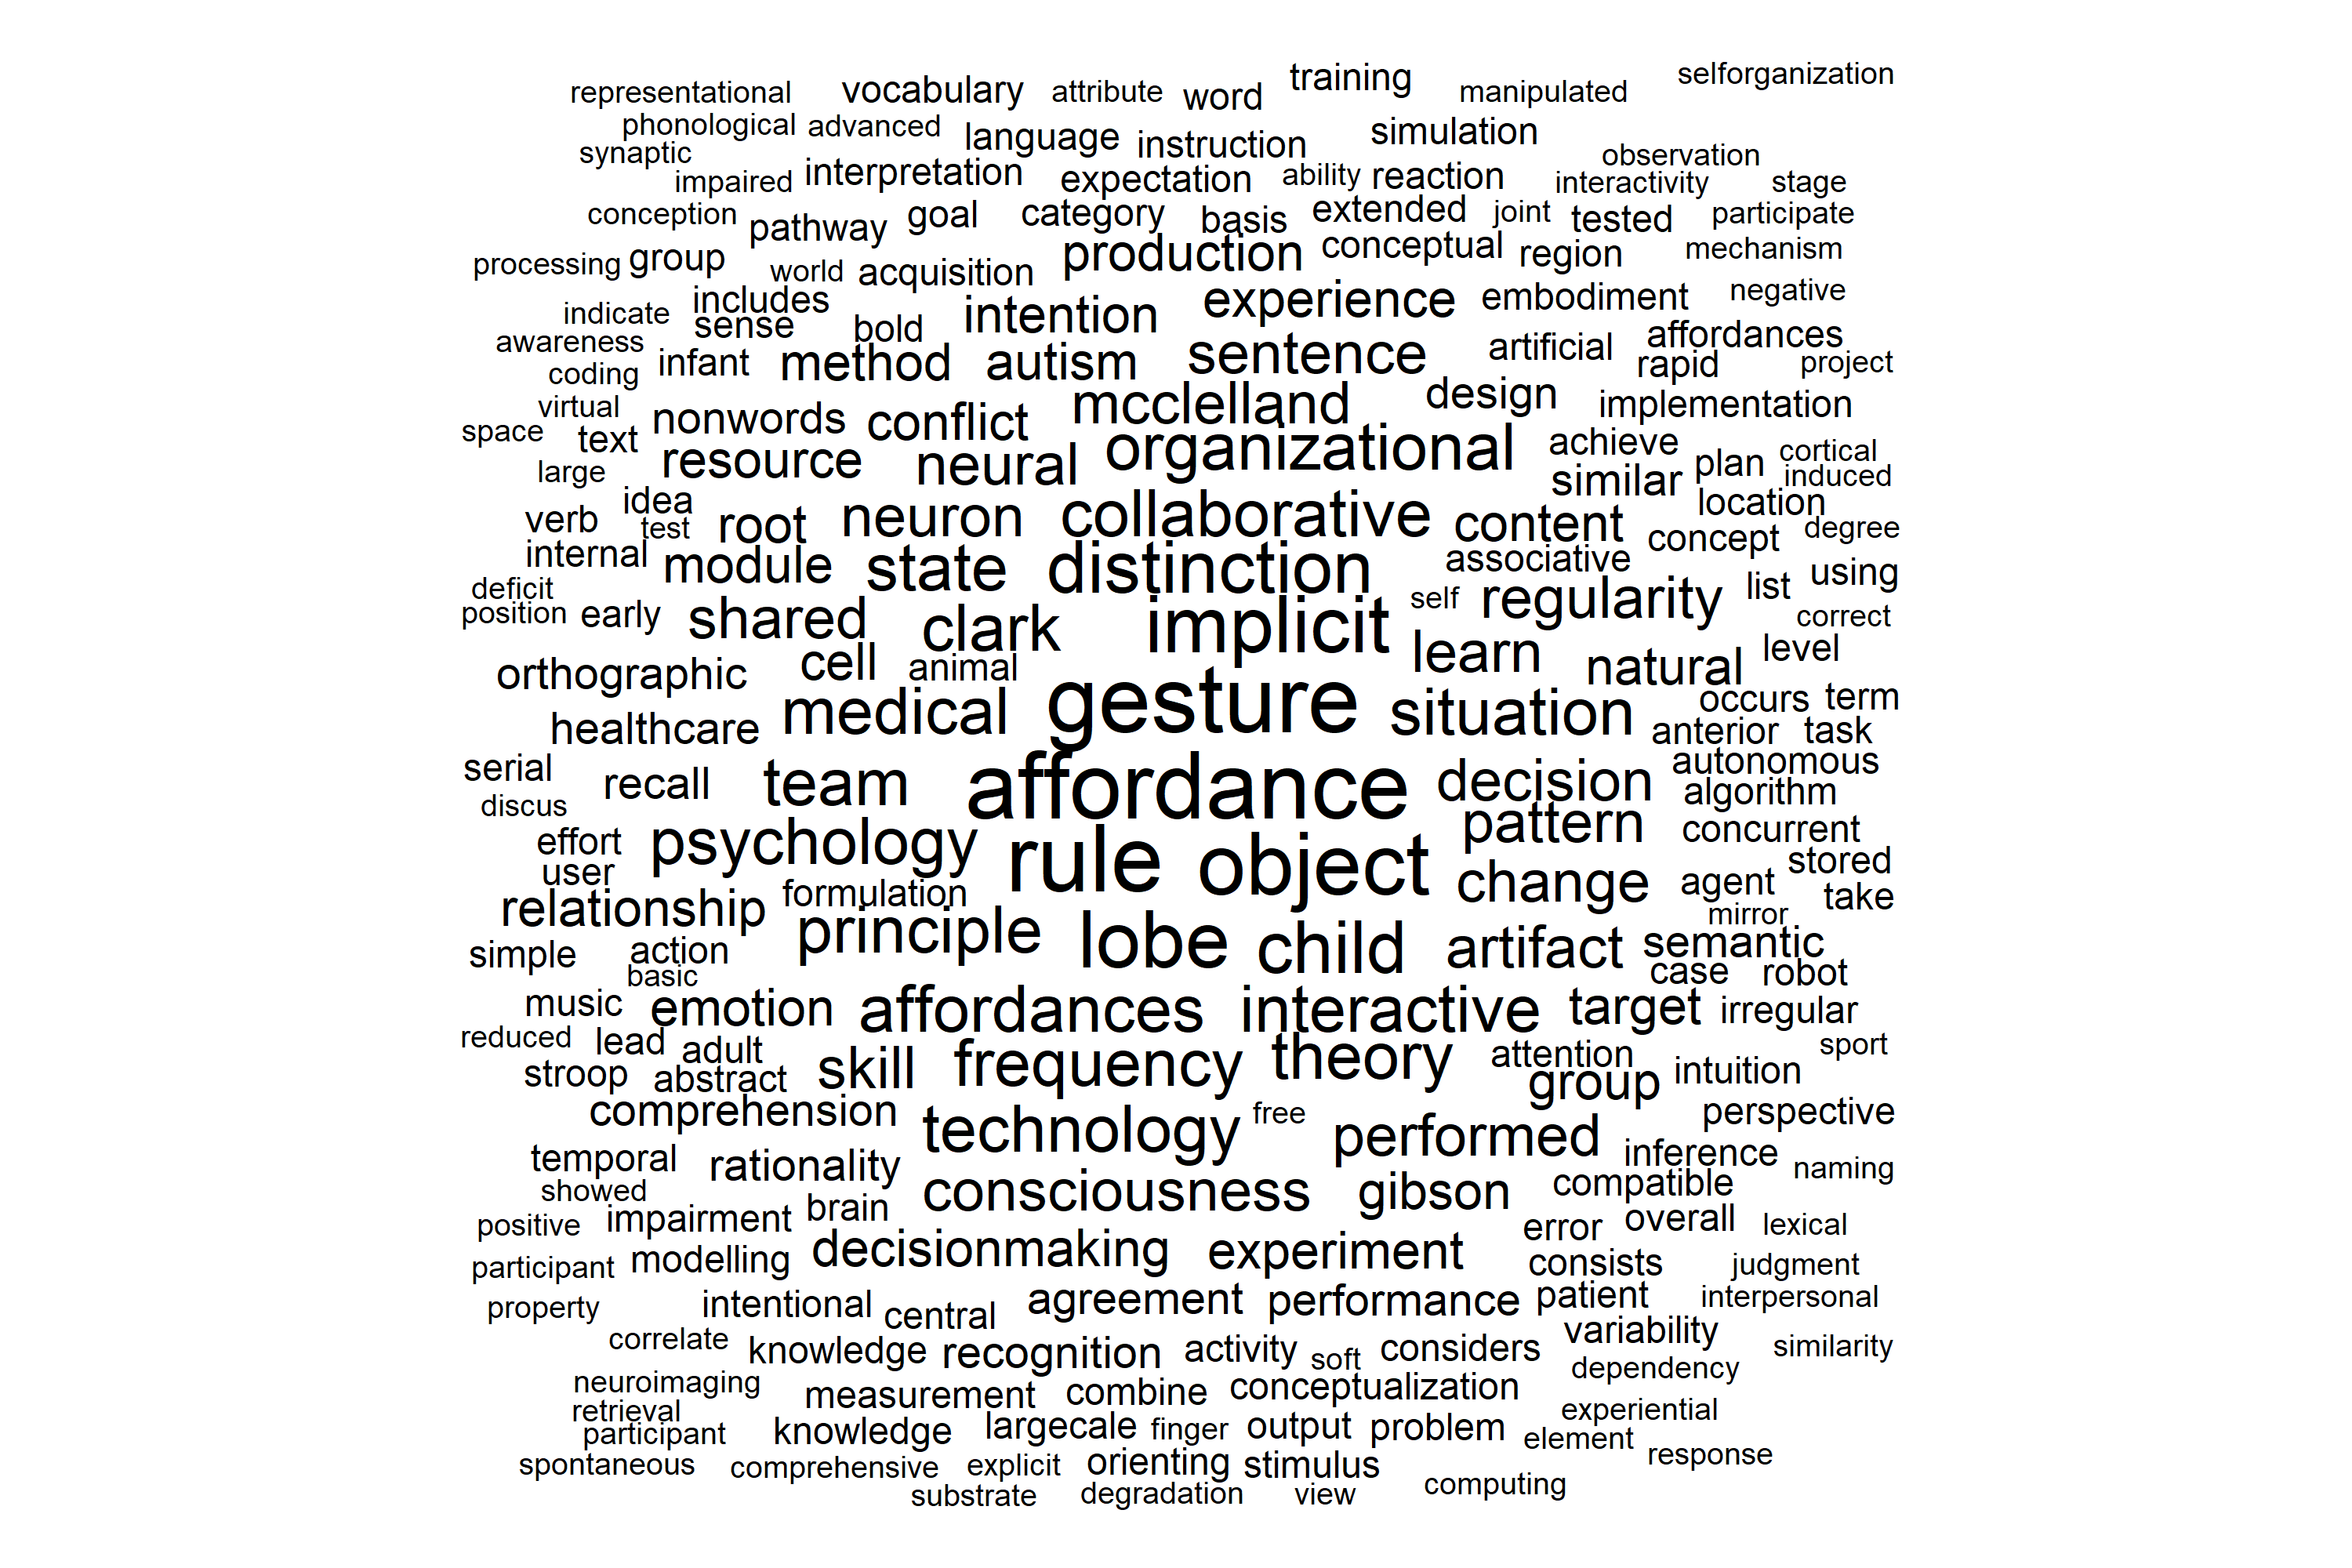 representational vocabulary attribute word training manipulated selforganization
phonological advanced language instruction simulation
synaptic impaired interpretation expectation ability reaction observation interactivity stage
conception pathway goal category basis extended joint tested participate
processing group world acquisition production conceptual region mechanism
indicate includes sense bold intention experience embodiment negative
awareness infant method autism sentence artificial affordances rapid project
coding virtual nonwords conflict mcclelland design implementation
space text resource neural organizational achieve plan cortical
large idea similar location induced
verb test root neuron collaborative content concept degree
internal module state distinction associative list using
deficit position early shared clark implicit self regularity correct
orthographic cell animal learn natural level
healthcare medical gesture situation occurs term anterior task
serial recall team affordance decision autonomous algorithm
discus effort psychology rule object pattern concurrent
user formulation change agent stored take
relationship principle lobe child artifact mirror semantic
simple action basic case robot
music emotion affordances interactive target irregular
reduced lead adult skill frequency theory attention sport
stroop abstract group intuition
comprehension technology free performed perspective
temporal rationality inference naming
showed brain consciousness gibson compatible
positive impairment error overall lexical
participant modelling decisionmaking experiment consists judgment
property intentional central agreement performance patient interpersonal
correlate knowledge recognition activity soft considers variability similarity
neuroimaging measurement combine conceptualization dependency
retrieval participant knowledge largecale finger output problem experiential element
spontaneous comprehensive explicit orienting stimulus response
substrate degradation view computing